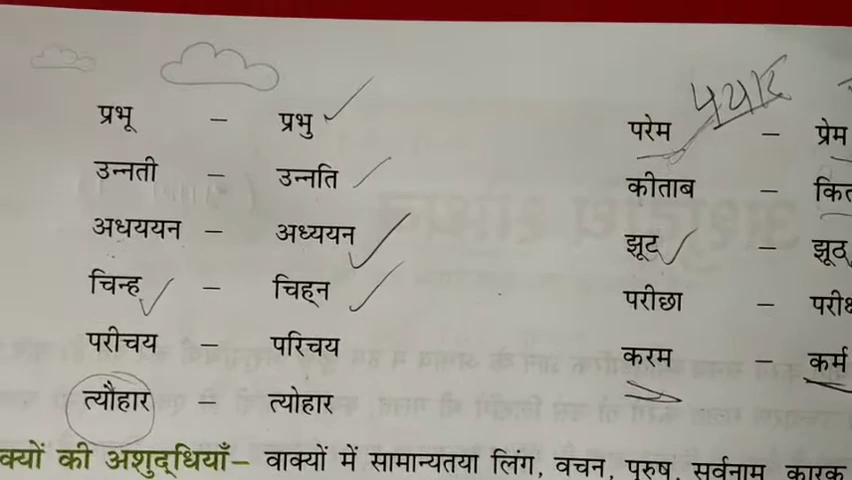 प्रभू – प्रभु परेम – प्रेम
उन्नती – उन्नति कीताब –
अधययन – अध्ययन झूट – झूठ
चिन्ह – चिह्न परीछा –
परीचय – परिचय करम – कर्म
त्यौहार – त्योहार
की अशुद्धियाँ– वाक्यों में सामान्यतया लिंग, वचन, पुरुष, सर्वनाम, कारक